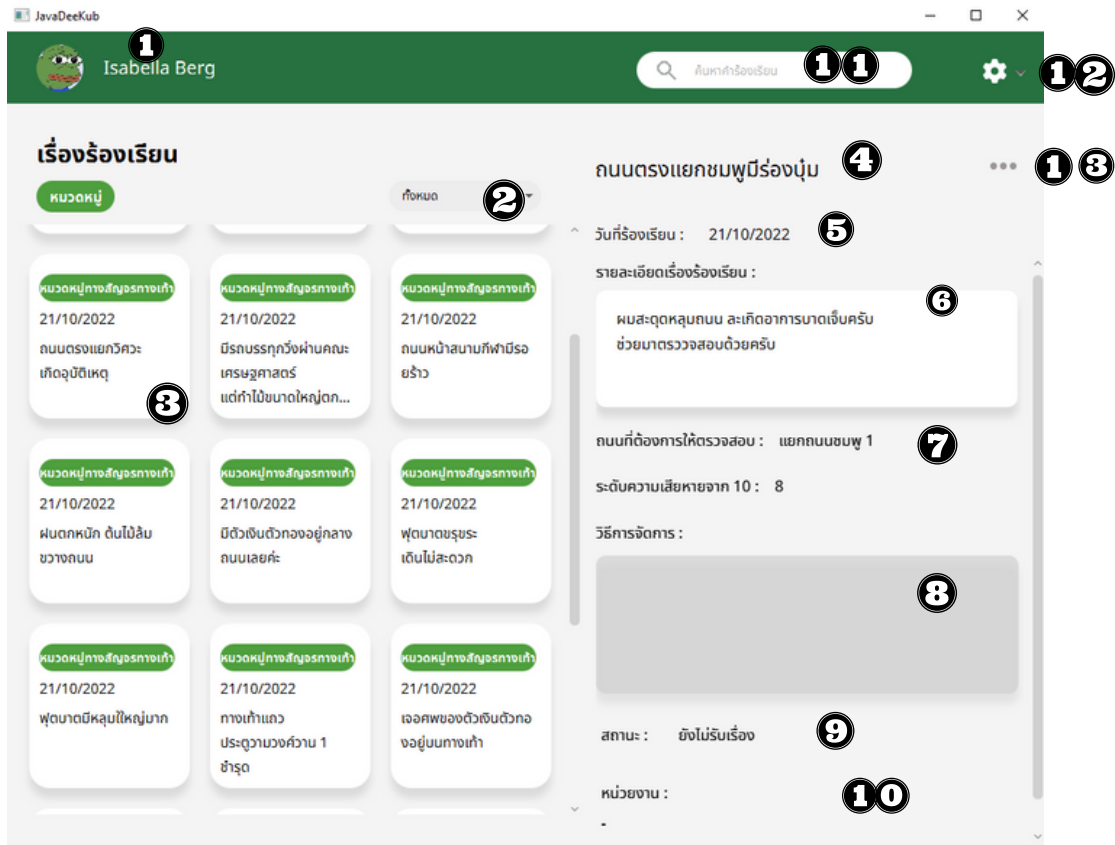 JavaDeeKub
1
Isabella Berg
ค้นหาคำร้องเรียน
11
12
เรื่องร้องเรียน
หมวดหมู่
ทั้งหมด
2
หมวดหมู่ทางสัญจรทางเท้า
21/10/2022
ถนนตรงแยกวิศวะ
เกิดอุบัติเหตุ
3
หมวดหมู่ทางสัญจรทางเท้า
21/10/2022
มีรถบรรทุกวิ่งผ่านคณะ
เศรษฐศาสตร์
แต่ทำไม้ขนาดใหญ่ตก...
หมวดหมู่ทางสัญจรทางเท้า
21/10/2022
ถนนหน้าสนามกีฬามีรอ
ยร้าว
หมวดหมู่ทางสัญจรทางเท้า
21/10/2022
ฝนตกหนัก ต้นไม้ล้ม
ขวางถนน
หมวดหมู่ทางสัญจรทางเท้า
21/10/2022
มีตัวเงินตัวทองอยู่กลาง
ถนนเลยค่ะ
หมวดหมู่ทางสัญจรทางเท้า
21/10/2022
ฟุตบาตขรุขระ
เดินไม่สะดวก
หมวดหมู่ทางสัญจรทางเท้า
21/10/2022
ฟุตบาตมีหลุมใใหญ่มาก
หมวดหมู่ทางสัญจรทางเท้า
21/10/2022
ทางเท้าแถว
ประตูวามวงศ์วาน 1
ชำรุด
หมวดหมู่ทางสัญจรทางเท้า
21/10/2022
เจอศพของตัวเงินตัวทอ
งอยู่บนทางเท้า
ถนนตรงแยกชมพูมีร่องบุ๋ม
4
13
วันที่ร้องเรียน : 21/10/2022
5
รายละเอียดเรื่องร้องเรียน :
6
ผมสะดุดหลุมถนน ละเกิดอาการบาดเจ็บครับ
ช่วยมาตรววจสอบด้วยครับ
ถนนที่ต้องการให้ตรวจสอบ : แยกถนนชมพู 1
7
ระดับความเสียหายจาก 10 : 8
วิธีการจัดการ :
8
สถานะ : ยังไม่รับเรื่อง
9
หน่วยงาน :
10
-